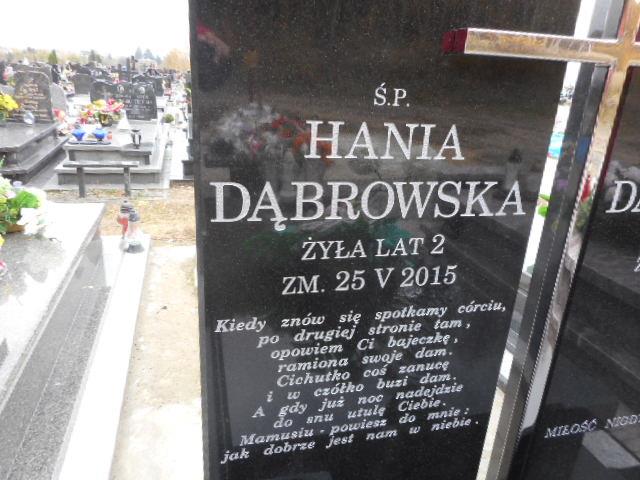 Ś.P.
HANIA
DĄBROWSKA
ŻYŁA LAT 2
ZM. 25 V 2015
Kiedy znów się spotkamy córciu,
po drugiej stronie tam,
opowiem Ci bajeczkę,
ramiona swoje dam.
Cichutko coś zanucę
i w czółko buzi dam.
A gdy już noc nadejdzie
do snu utulę Ciebie.
Mamusiu - powiesz do mnie:
jak dobrze jest nam w niebie.
MIŁOŚĆ